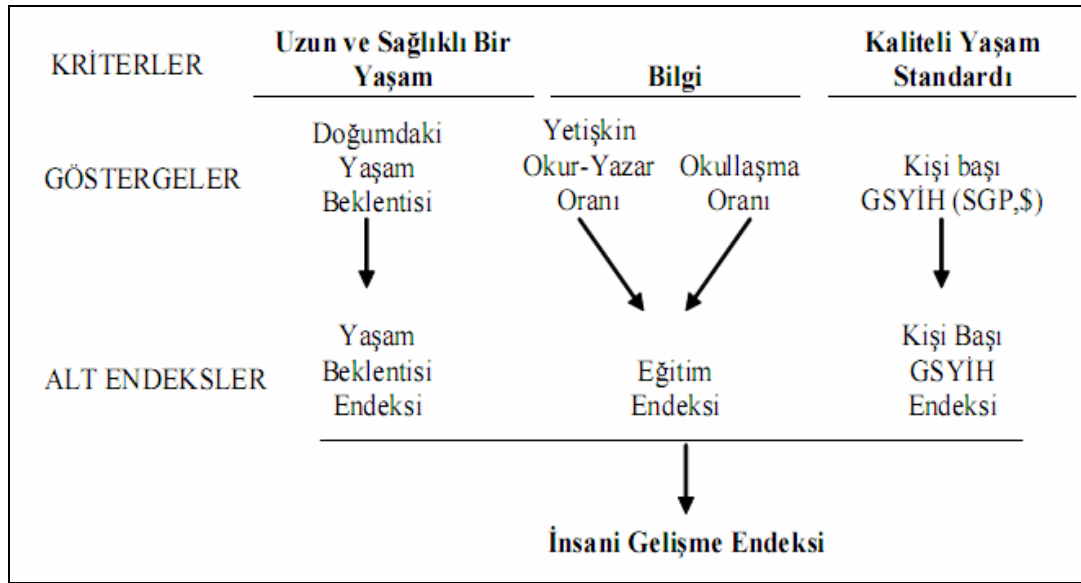 KRİTERLER
Uzun ve Sağlıklı Bir
Yaşam
Bilgi
Kaliteli Yaşam
Standardı
GÖSTERGELER
Doğumdaki
Yaşam
Beklentisi
Yetişkin
Okur-Yazar
Oranı
Okullaşma
Oranı
Kişi başı
GSYİH (SGP,$)
ALT ENDEKSLER
Yaşam
Beklentisi
Endeksi
Eğitim
Endeksi
Kişi Başı
GSYİH
Endeksi
İnsani Gelişme Endeksi